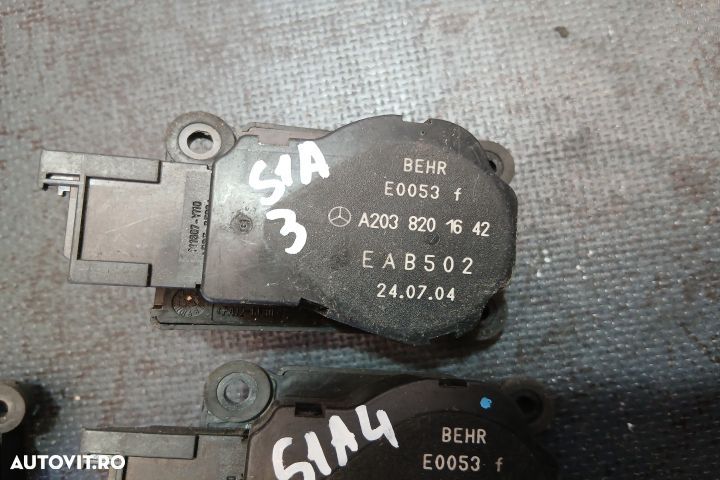 BEHR
E0053 f
A203 820 16 42
EAB502
24.07.04
S1A
3
S1A4
BEHR
E0053 f
AUTOVIT.RO